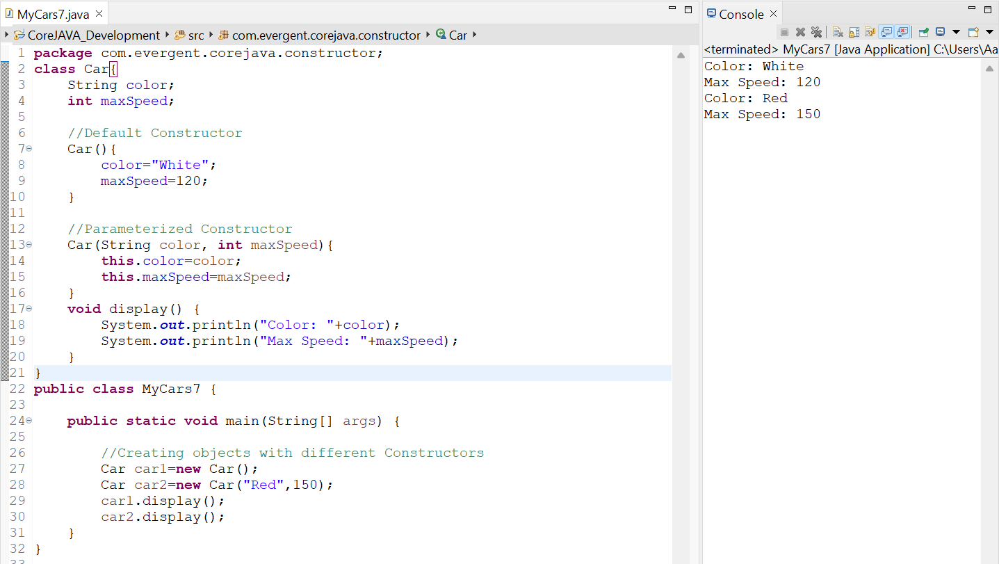 MyCars7.java
CoreJAVA_Development src com.evergent.corejava.constructor Car
1 package com.evergent.corejava.constructor;
2 class Car{
3 String color;
4 int maxSpeed;
5
6 //Default Constructor
7 Car(){
8 color="White";
9 maxSpeed=120;
10 }
11
12 //Parameterized Constructor
13 Car(String color, int maxSpeed){
14 this.color=color;
15 this.maxSpeed=maxSpeed;
16 }
17 void display() {
18 System.out.println("Color: "+color);
19 System.out.println("Max Speed: "+maxSpeed);
20 }
21 }
22 public class MyCars7 {
23
24 public static void main(String[] args) {
25
26 //Creating objects with different Constructors
27 Car car1=new Car();
28 Car car2=new Car("Red",150);
29 car1.display();
30 car2.display();
31 }
32 }
33
Console
<terminated> MyCars7 [Java Application] C:\Users\Aa
Color: White
Max Speed: 120
Color: Red
Max Speed: 150